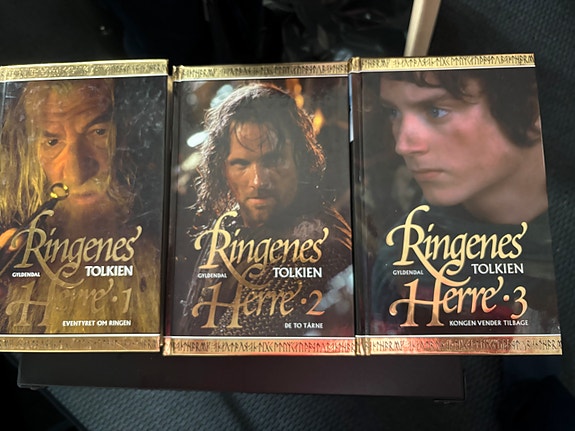 Ringenes
GYLDENDAL
TOLKIEN
Herre · 1
EVENTYRET OM RINGEN
Ringenes
GYLDENDAL
TOLKIEN
Herre · 2
DE TO TÅRNE
Ringenes
GYLDENDAL
TOLKIEN
Herre · 3
KONGEN VENDER TILBAGE